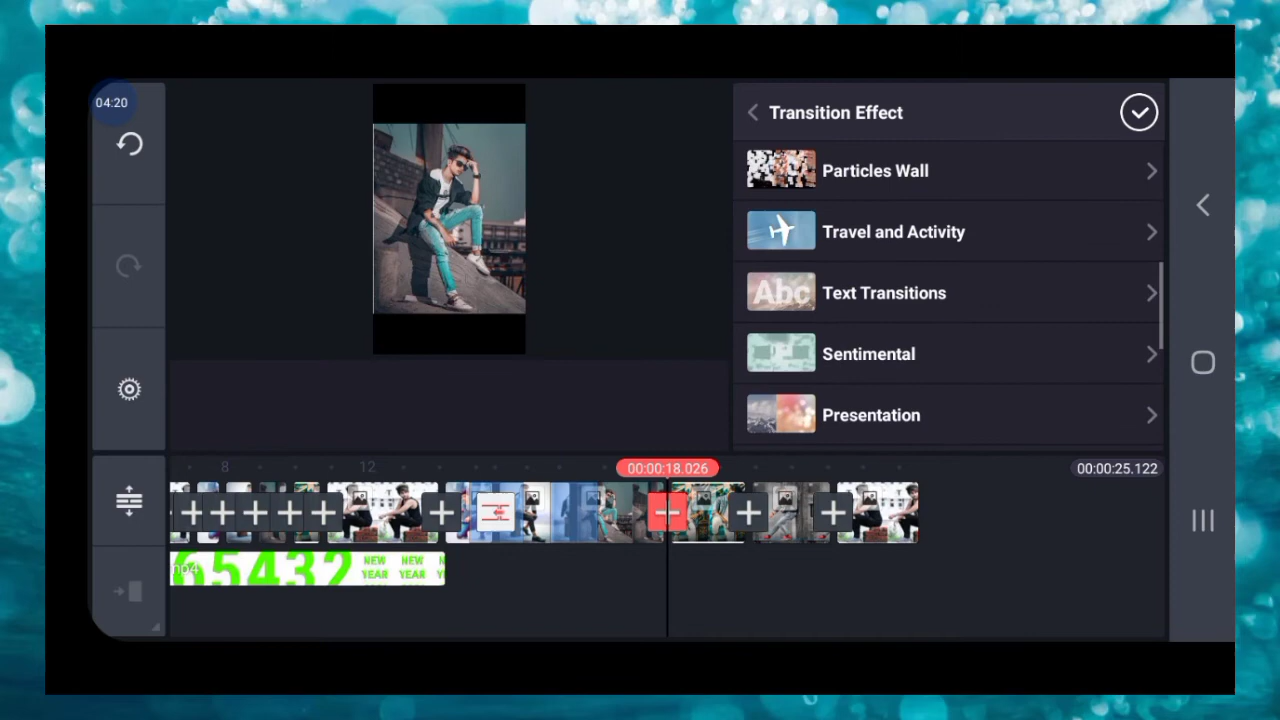 04:20
Transition Effect
Particles Wall
Travel and Activity
Abc
Text Transitions
Sentimental
Presentation
8
12
00:00:18.026
00:00:25.122
mp4
65432
NEW
YEAR
NEW
YEAR